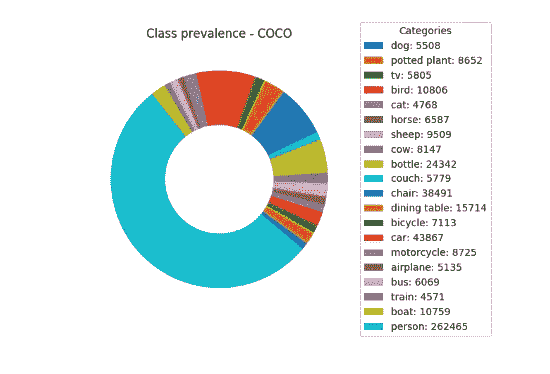 Class prevalence - COCO
Categories
dog: 5508
potted plant: 8652
tv: 5805
bird: 10806
cat: 4768
horse: 6587
sheep: 9509
cow: 8147
bottle: 24342
couch: 5779
chair: 38491
dining table: 15714
bicycle: 7113
car: 43867
motorcycle: 8725
airplane: 5135
bus: 6069
train: 4571
boat: 10759
person: 262465